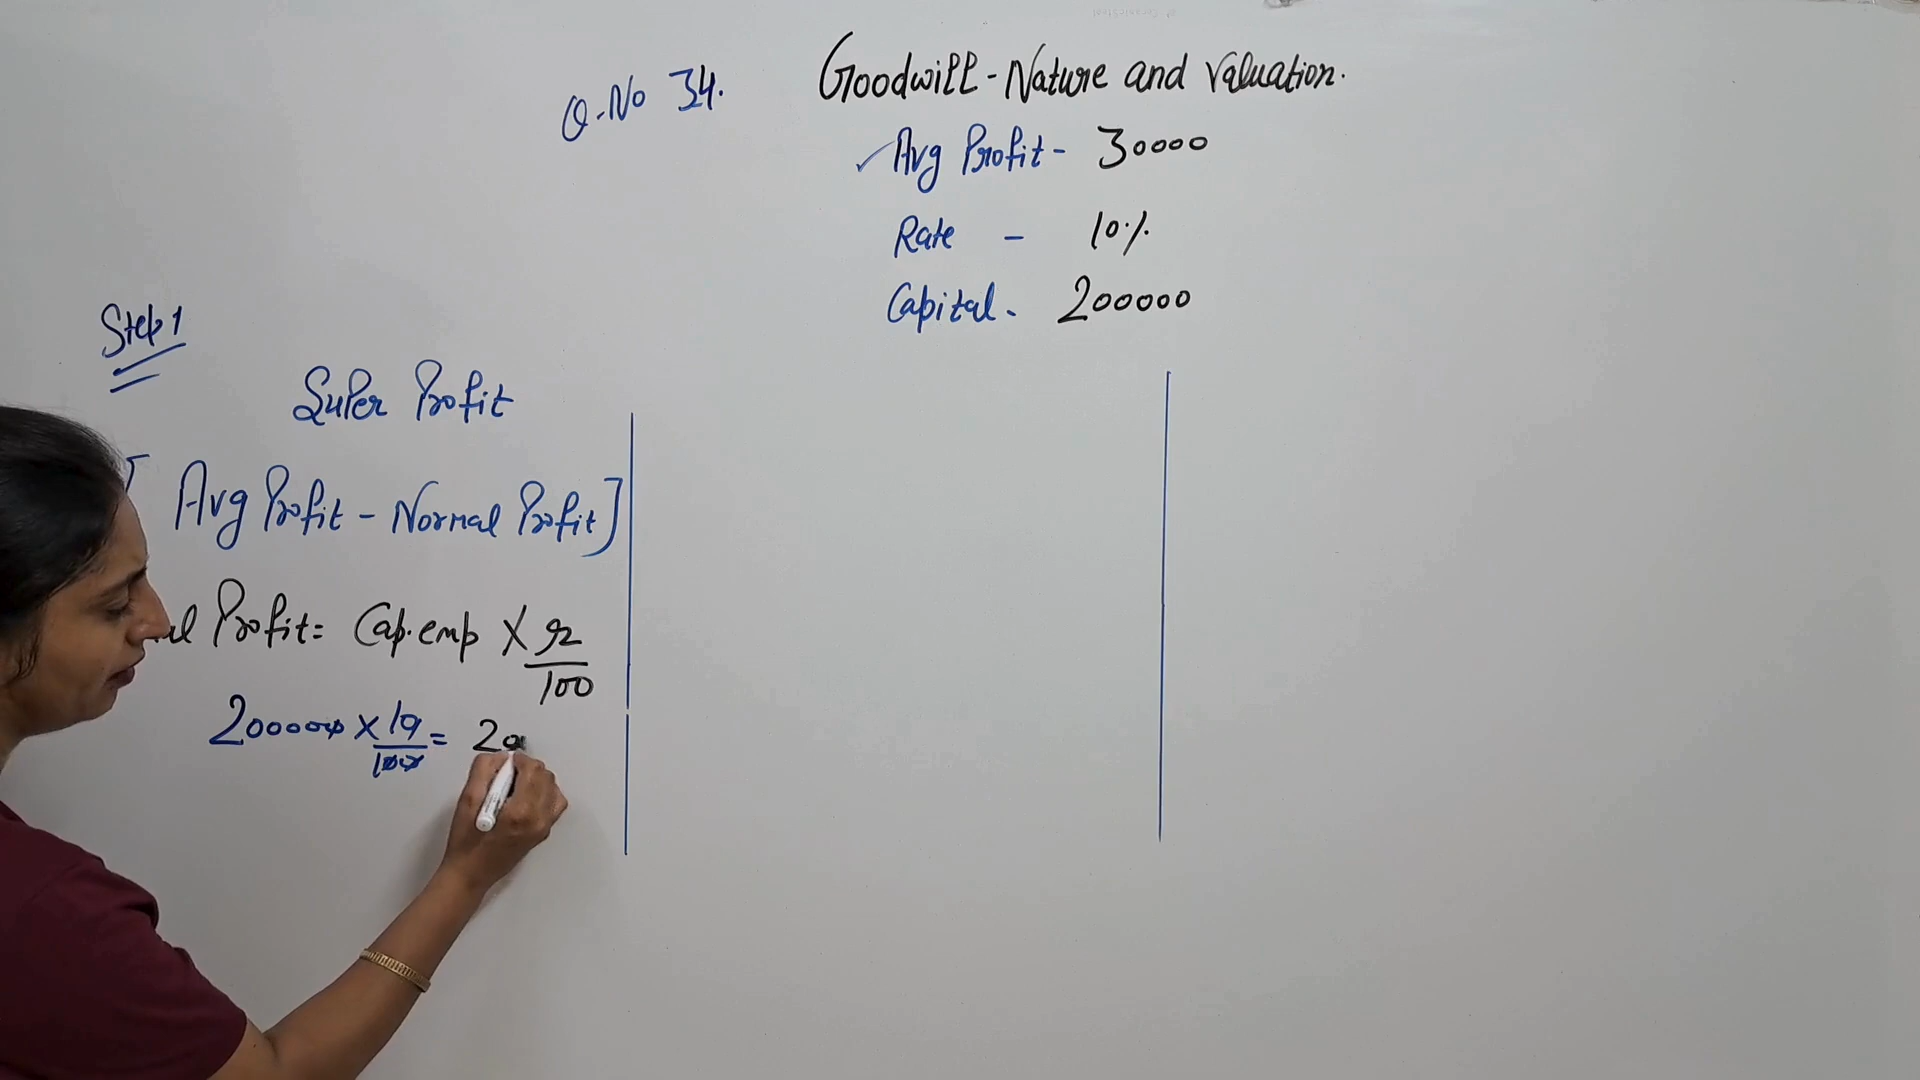 Q.No 34.
Goodwill - Nature and Valuation.
✓Avg Profit - 30000
Rate - 10%
Capital - 200000
Step 1
Super Profit
[ Avg Profit - Normal Profit ]
al Profit = Cap.emp X r/100
200000 X 10/100 = 20